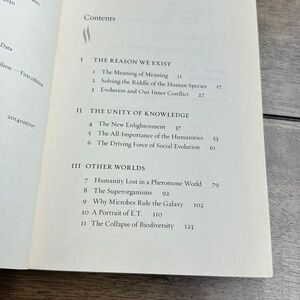 2010
Data
First edition
2014016707
Contents
I THE REASON WE EXIST
1 The Meaning of Meaning 11
2 Solving the Riddle of the Human Species 17
3 Evolution and Our Inner Conflict 27
II THE UNITY OF KNOWLEDGE
4 The New Enlightenment 37
5 The All-Importance of the Humanities 53
6 The Driving Force of Social Evolution 61
III OTHER WORLDS
7 Humanity Lost in a Pheromone World 79
8 The Superorganisms 92
9 Why Microbes Rule the Galaxy 102
10 A Portrait of E.T. 110
11 The Collapse of Biodiversity 123